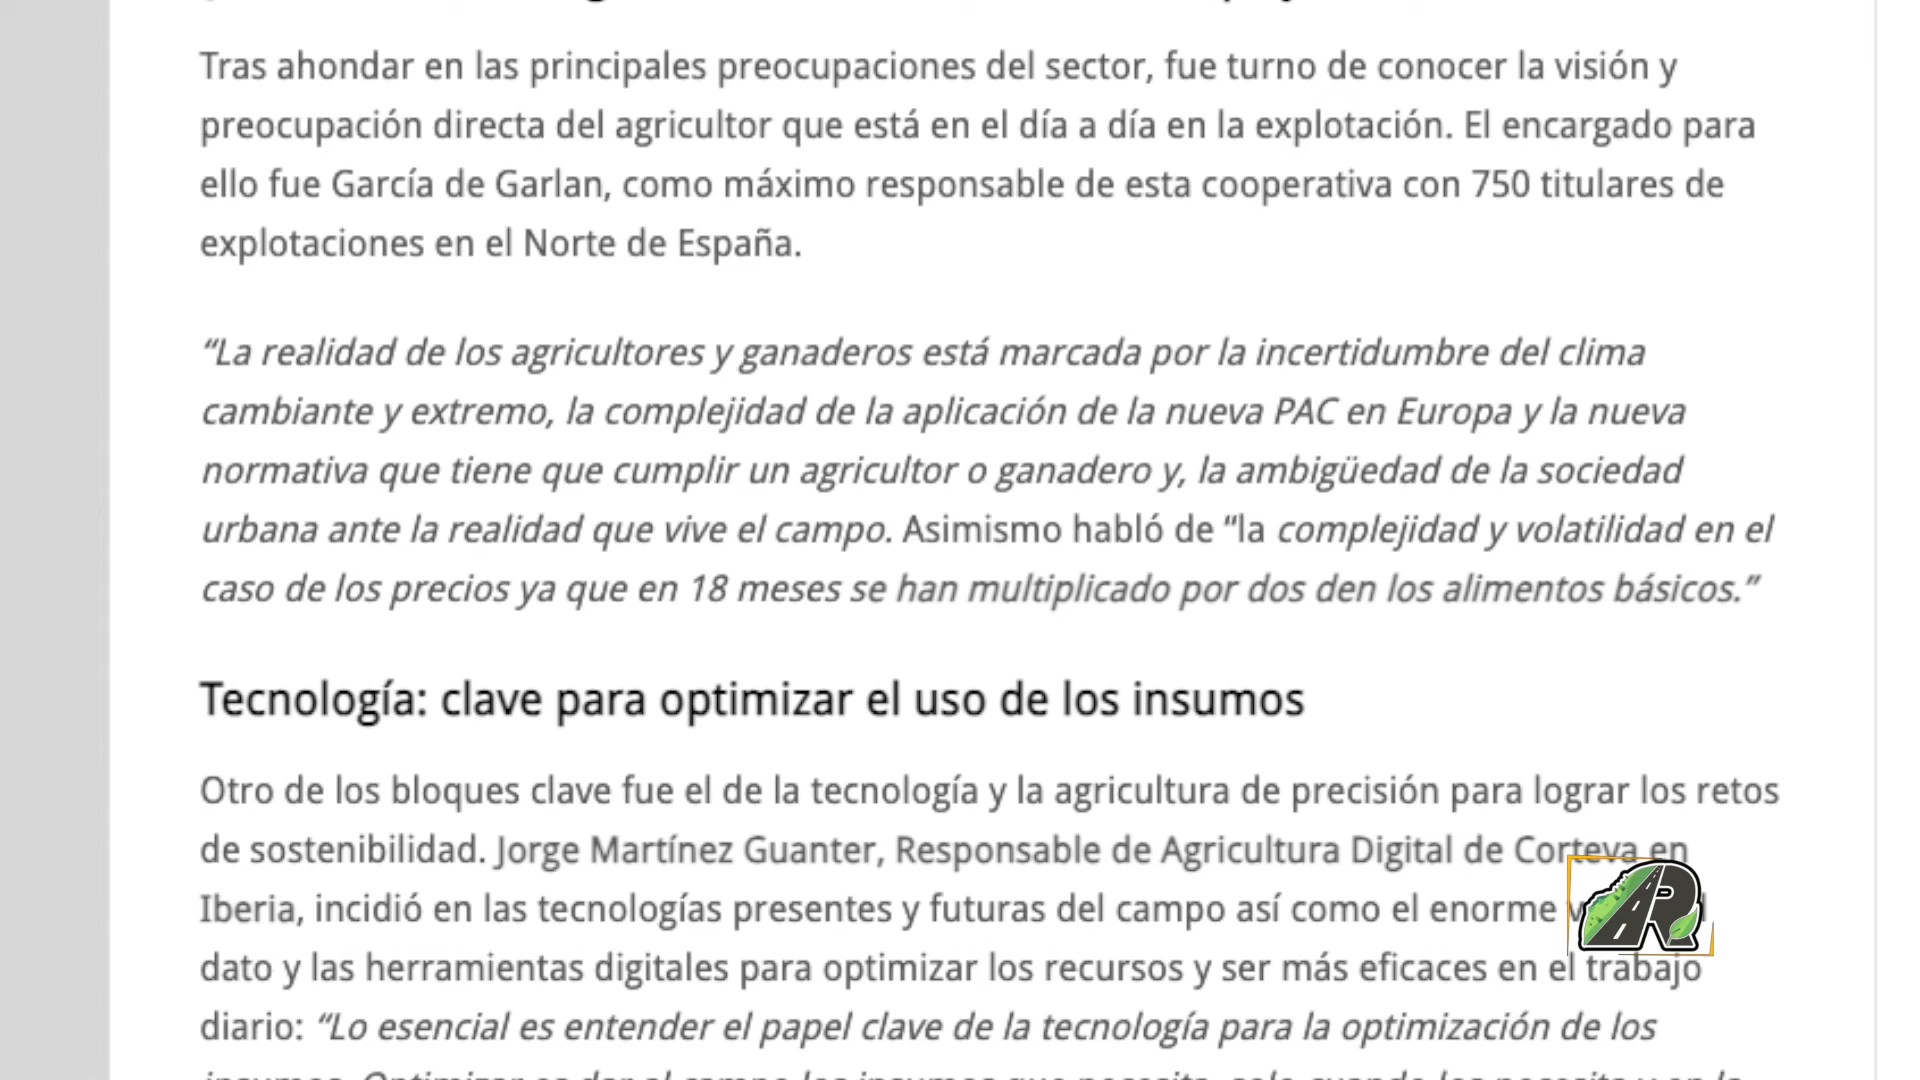 Tras ahondar en las principales preocupaciones del sector, fue turno de conocer la visión y
preocupación directa del agricultor que está en el día a día en la explotación. El encargado para
ello fue García de Garlan, como máximo responsable de esta cooperativa con 750 titulares de
explotaciones en el Norte de España.
“La realidad de los agricultores y ganaderos está marcada por la incertidumbre del clima
cambiante y extremo, la complejidad de la aplicación de la nueva PAC en Europa y la nueva
normativa que tiene que cumplir un agricultor o ganadero y, la ambigüedad de la sociedad
urbana ante la realidad que vive el campo. Asimismo habló de “la complejidad y volatilidad en el
caso de los precios ya que en 18 meses se han multiplicado por dos den los alimentos básicos.”
Tecnología: clave para optimizar el uso de los insumos
Otro de los bloques clave fue el de la tecnología y la agricultura de precisión para lograr los retos
de sostenibilidad. Jorge Martínez Guanter, Responsable de Agricultura Digital de Corteva en
Iberia, incidió en las tecnologías presentes y futuras del campo así como el enorme
dato y las herramientas digitales para optimizar los recursos y ser más eficaces en el trabajo
diario: “Lo esencial es entender el papel clave de la tecnología para la optimización de los